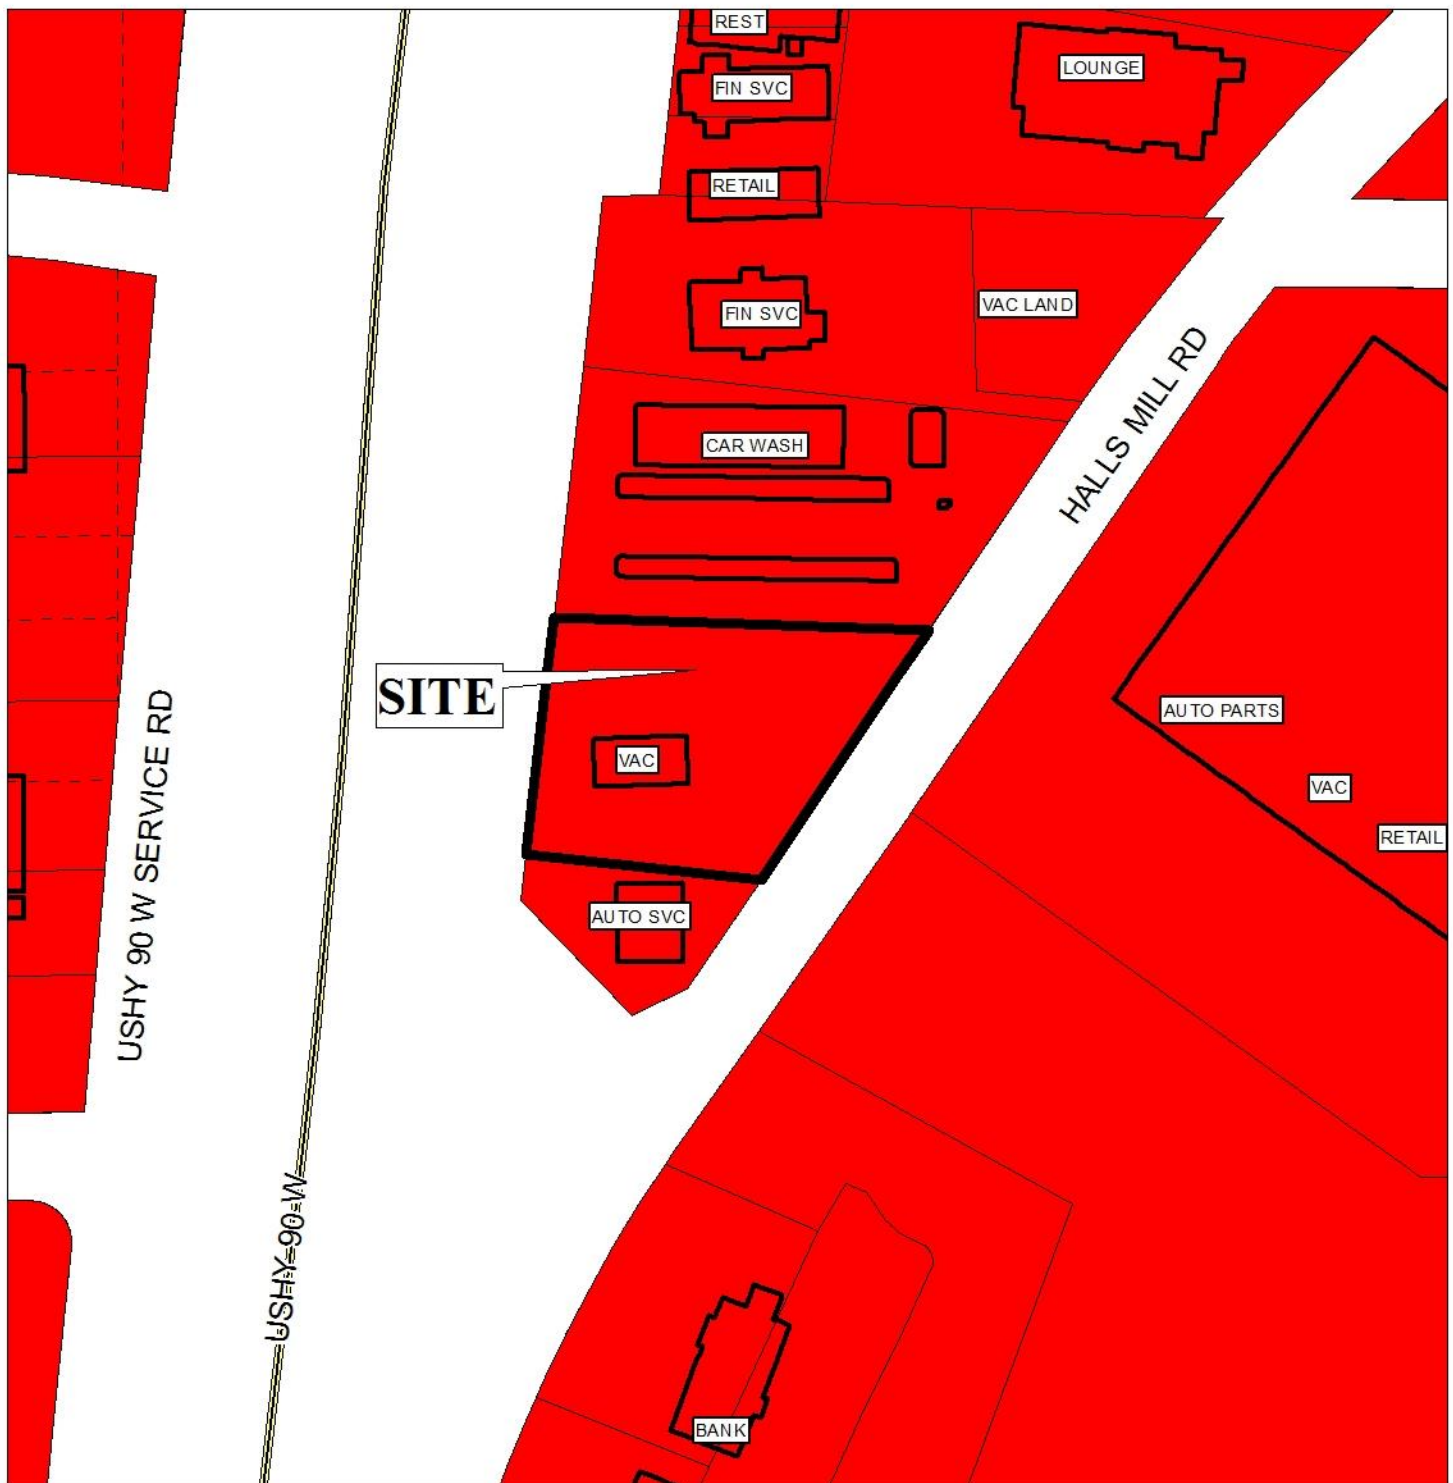 REST
FIN SVC
LOUNGE
RETAIL
FIN SVC
VAC LAND
HALLS MILL RD
CAR WASH
SITE
VAC
AUTO PARTS
VAC
RETAIL
USHY 90 W SERVICE RD
AUTO SVC
USHY 90 W
BANK